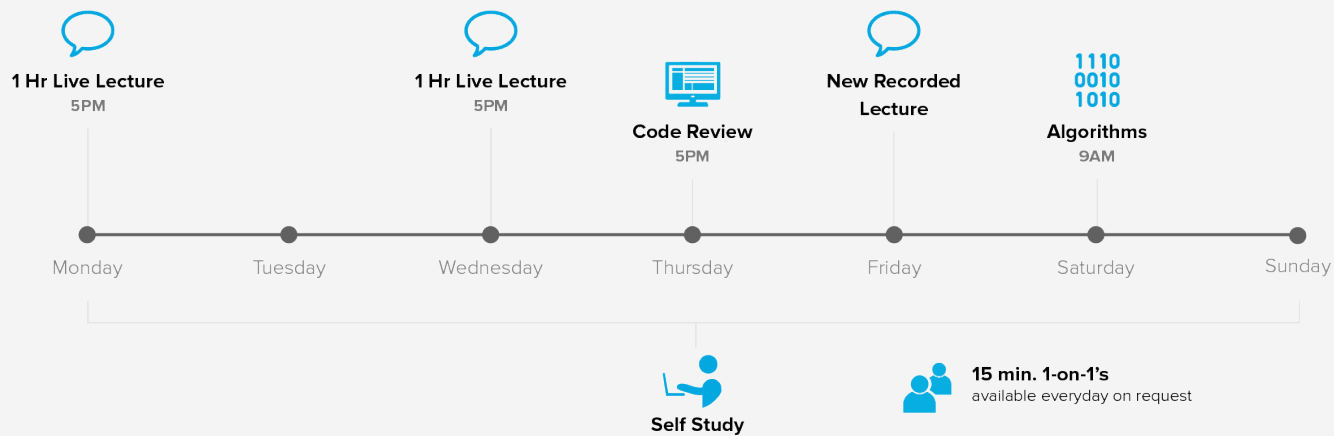 1 Hr Live Lecture
5PM
1 Hr Live Lecture
5PM
Code Review
5PM
New Recorded
Lecture
1110
0010
1010
Algorithms
9AM
Monday
Tuesday
Wednesday
Thursday
Friday
Saturday
Sunday
Self Study
15 min. 1-on-1's
available everyday on request